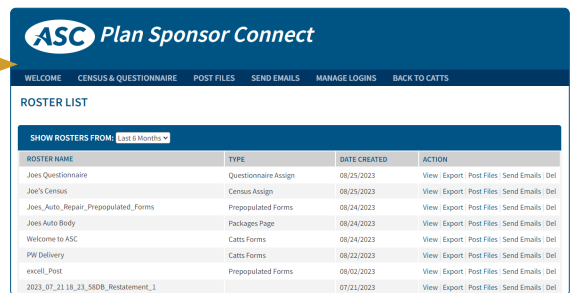 ASC Plan Sponsor Connect
WELCOME CENSUS & QUESTIONNAIRE POST FILES SEND EMAILS MANAGE LOGINS BACK TO CATTS
ROSTER LIST
SHOW ROSTERS FROM: Last 6 Months
ROSTER NAME TYPE DATE CREATED ACTION
Joes Questionnaire Questionnaire Assign 08/25/2023 View | Export | Post Files | Send Emails | Del
Joe's Census Census Assign 08/25/2023 View | Export | Post Files | Send Emails | Del
Joes_Auto_Repair_Prepopulated_Forms Prepopulated Forms 08/24/2023 View | Export | Post Files | Send Emails | Del
Joes Auto Body Packages Page 08/24/2023 View | Export | Post Files | Send Emails | Del
Welcome to ASC Catts Forms 08/24/2023 View | Export | Post Files | Send Emails | Del
PW Delivery Catts Forms 08/22/2023 View | Export | Post Files | Send Emails | Del
excell_Post Prepopulated Forms 08/02/2023 View | Export | Post Files | Send Emails | Del
2023_07_21 18_23_58DB_Restatement_1 07/21/2023 View | Export | Post Files | Send Emails | Del